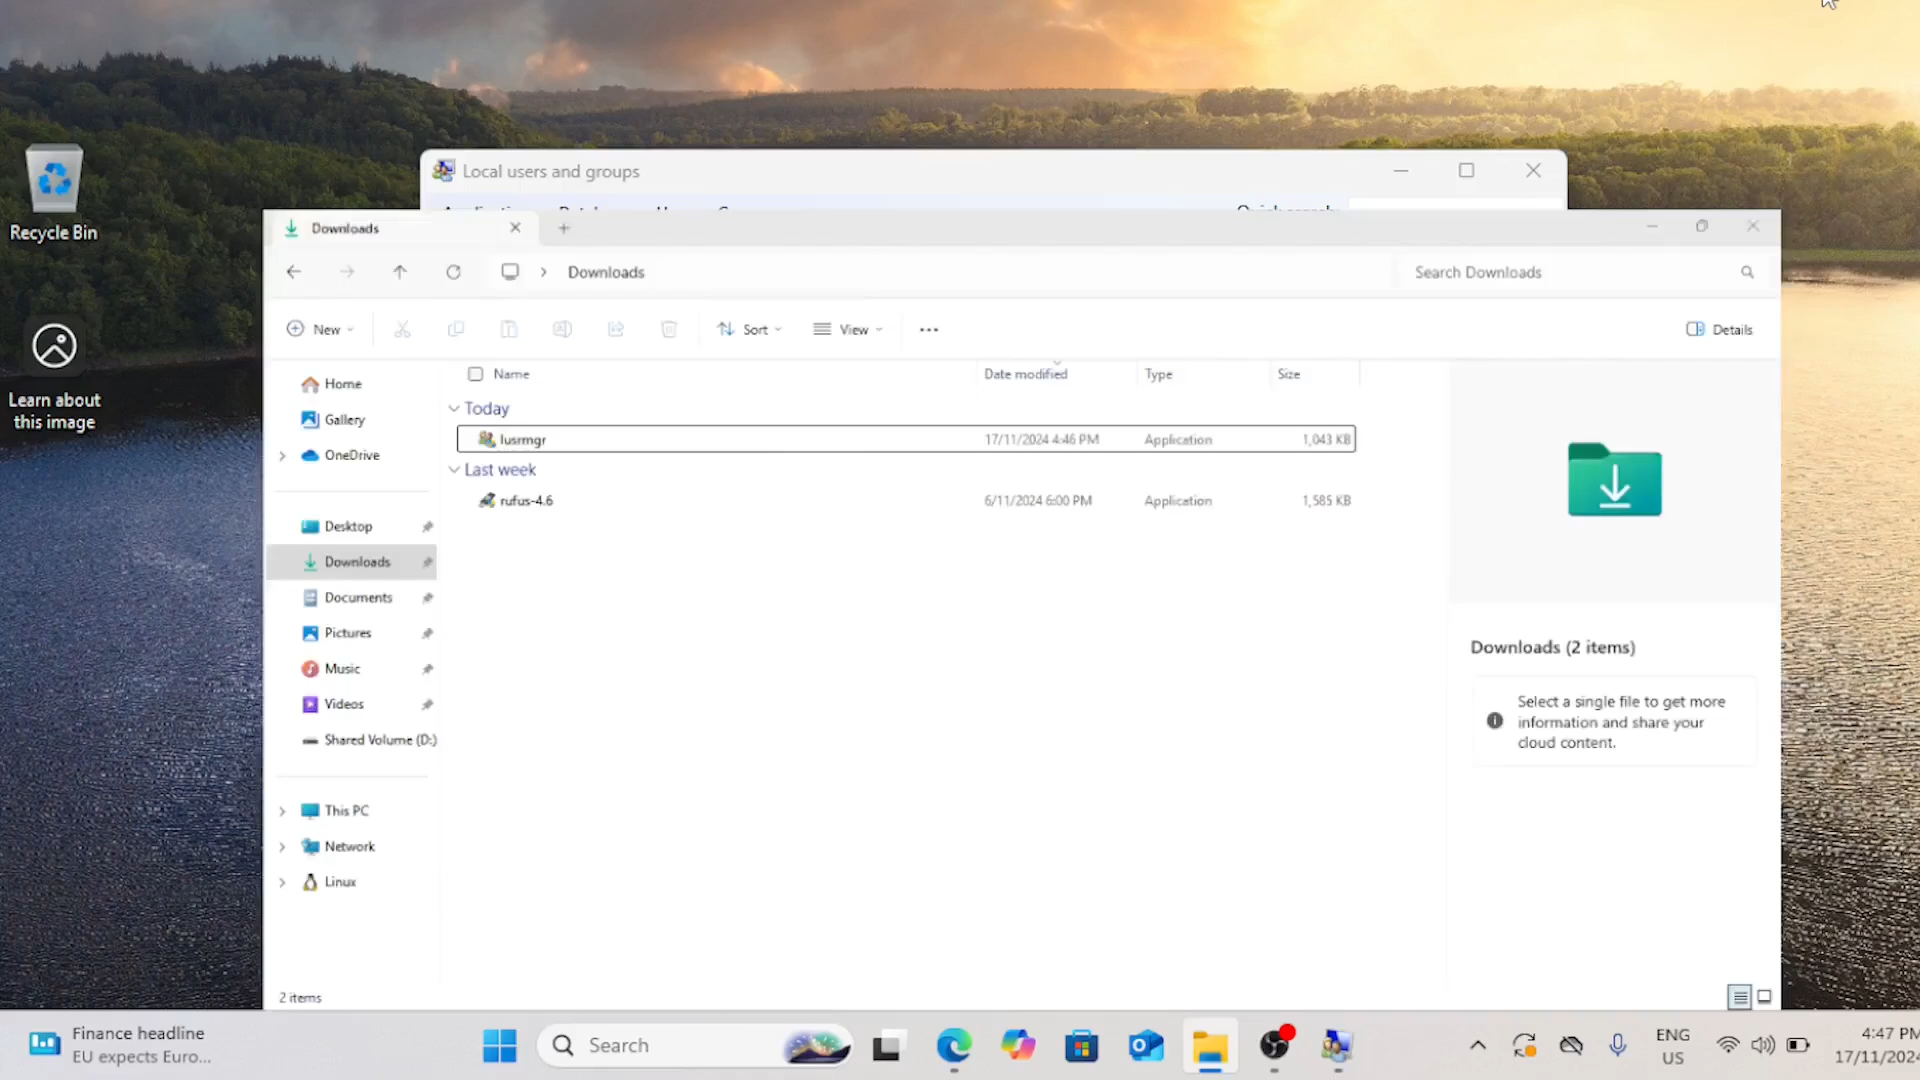 Recycle Bin
Learn about
this image
Local users and groups
Downloads
Downloads
Search Downloads
New
Sort
View
Details
Name
Date modified
Type
Size
Today
lusrmgr
17/11/2024 4:46 PM
Application
1,043 KB
Last week
rufus-4.6
6/11/2024 6:00 PM
Application
1,585 KB
Home
Gallery
OneDrive
Desktop
Downloads
Documents
Pictures
Music
Videos
Shared Volume (D:)
This PC
Network
Linux
Downloads (2 items)
Select a single file to get more
information and share your
cloud content.
2 items
Finance headline
EU expects Euro...
Search
ENG
US
4:47 PM
17/11/2024